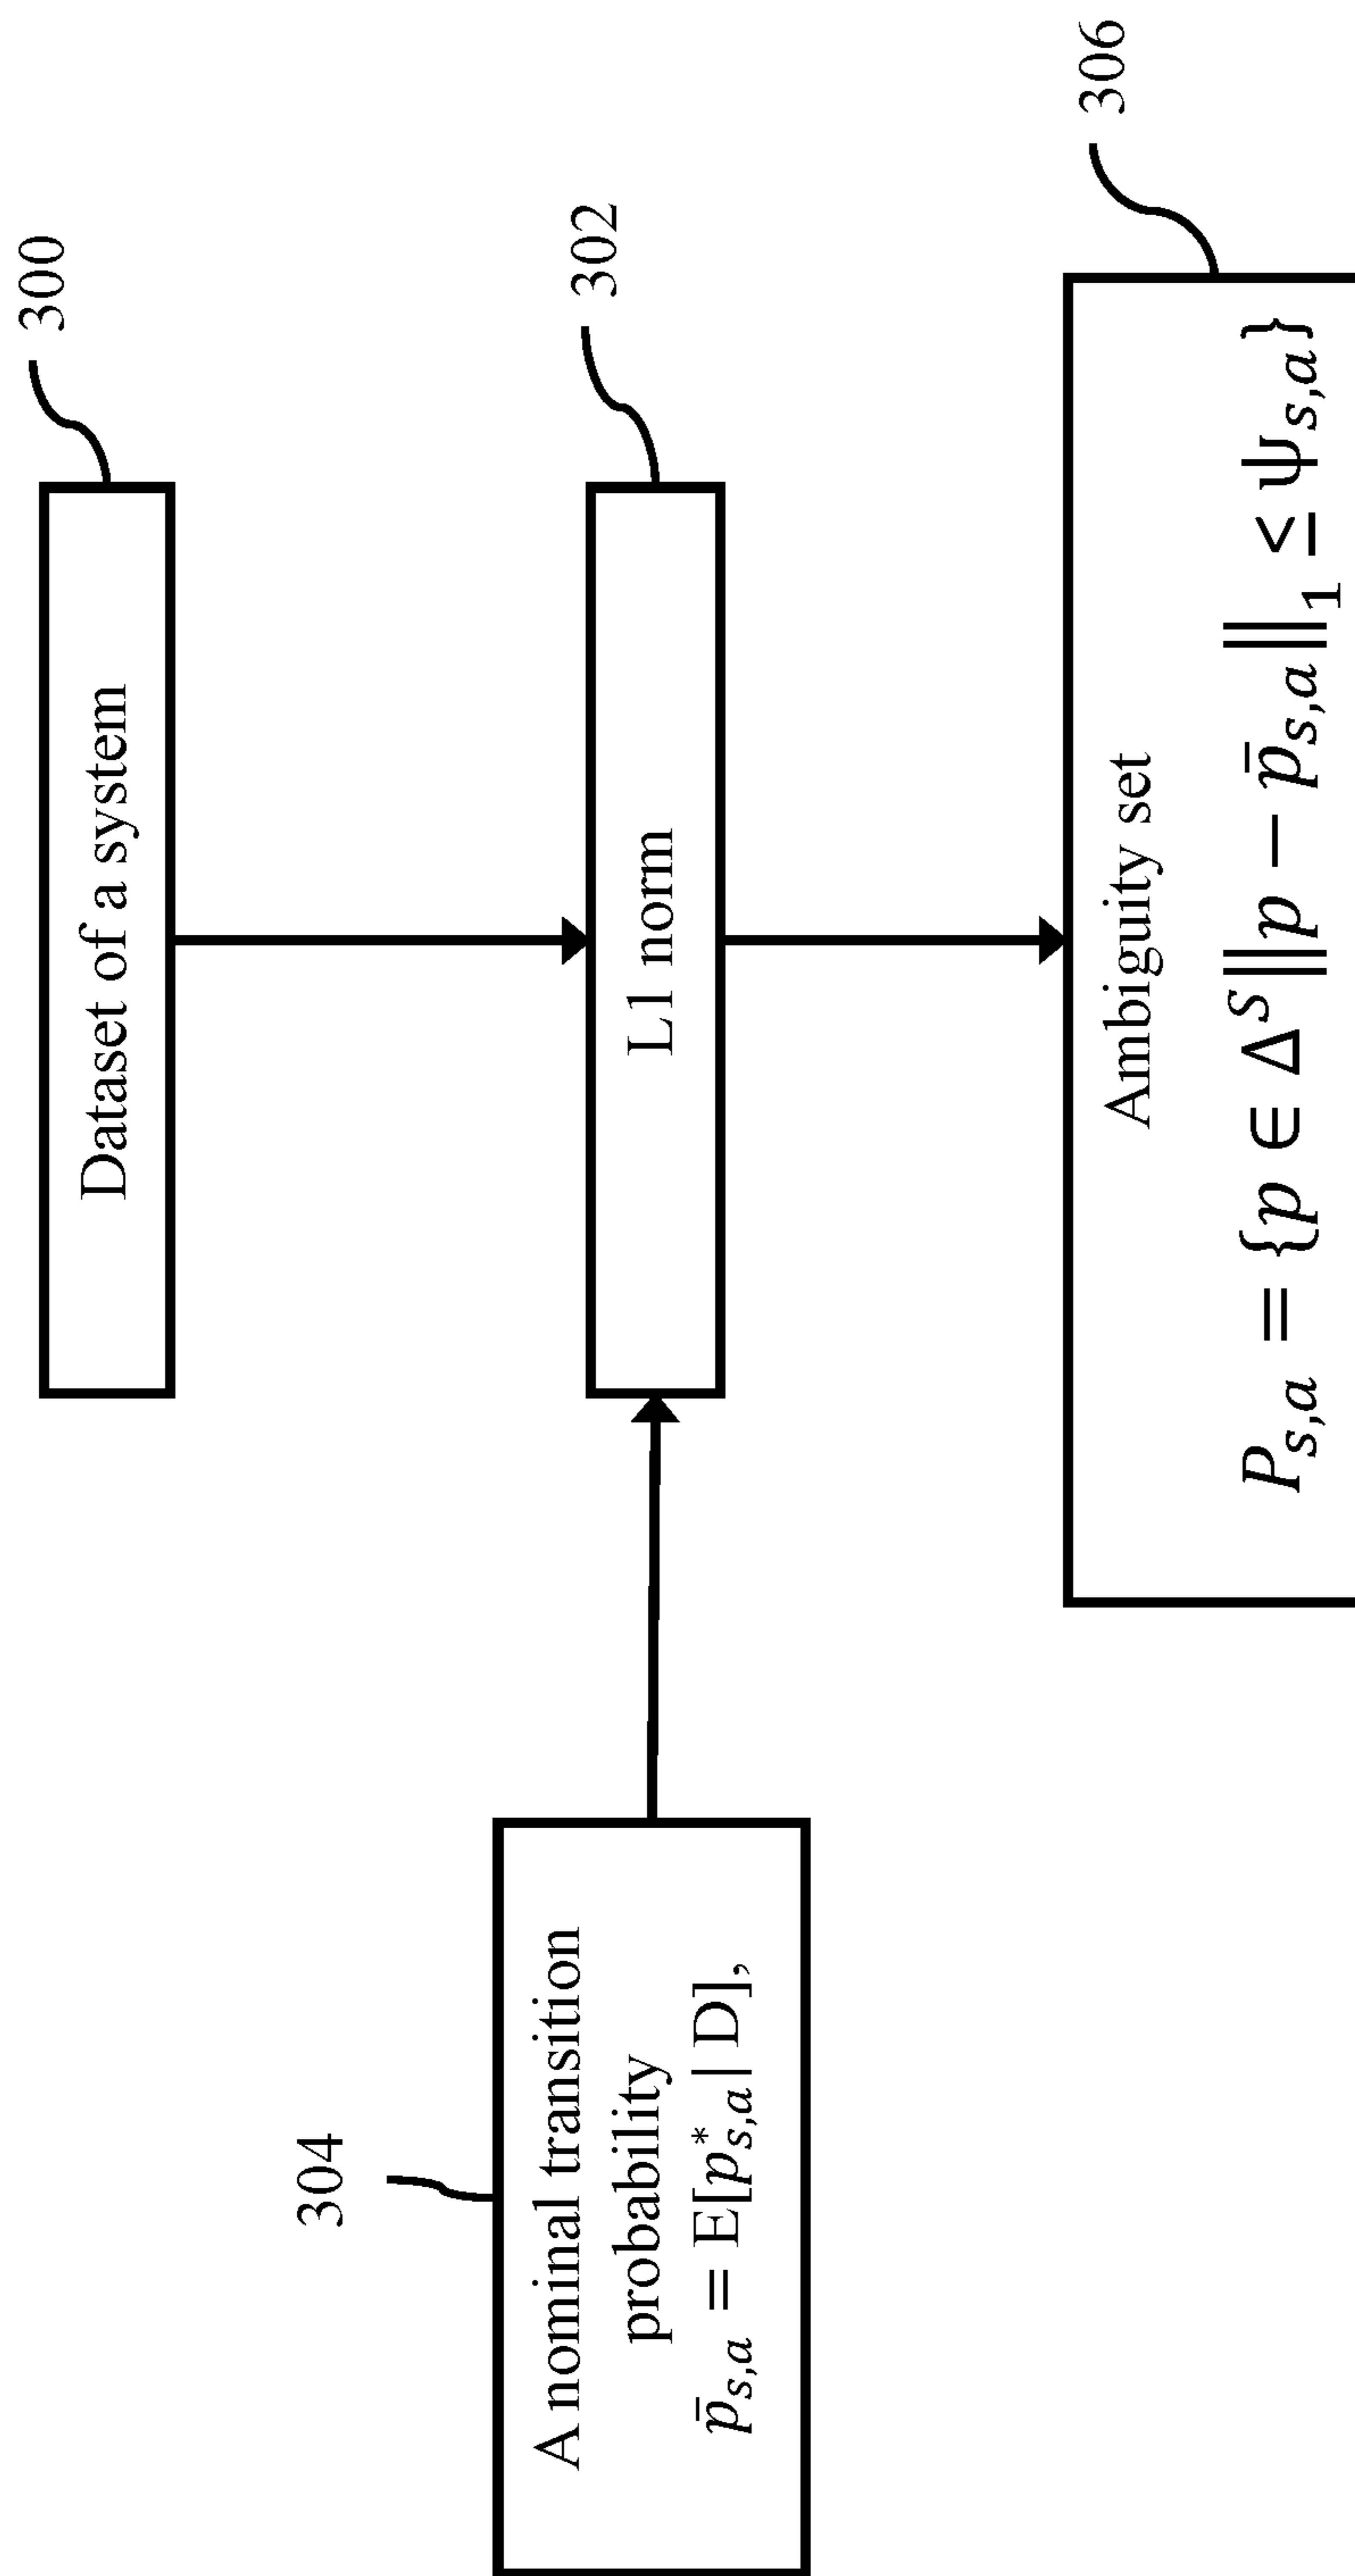 300
Dataset of a system
302
L1 norm
304
A nominal transition
probability
p̄_{s,a} = E[p*_{s,a}| D],
306
Ambiguity set
P_{s,a} = {p ∈ Δ^S‖p − p̄_{s,a}‖_1 ≤ ψ_{s,a}}